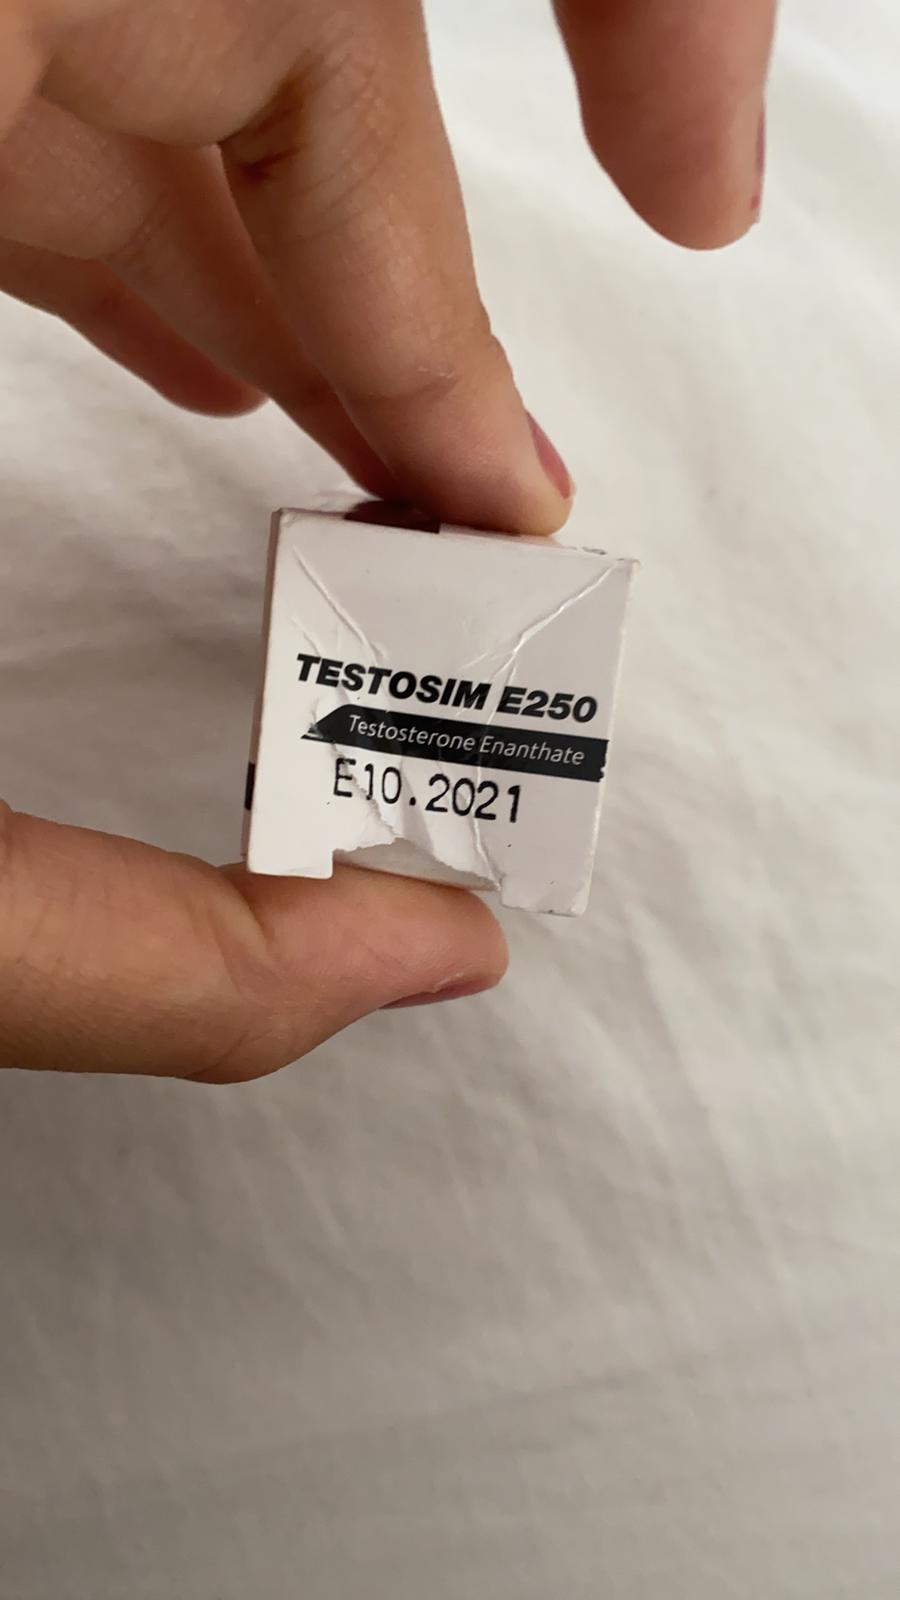 TESTOSIM E250
Testosterone Enanthate
E10.2021